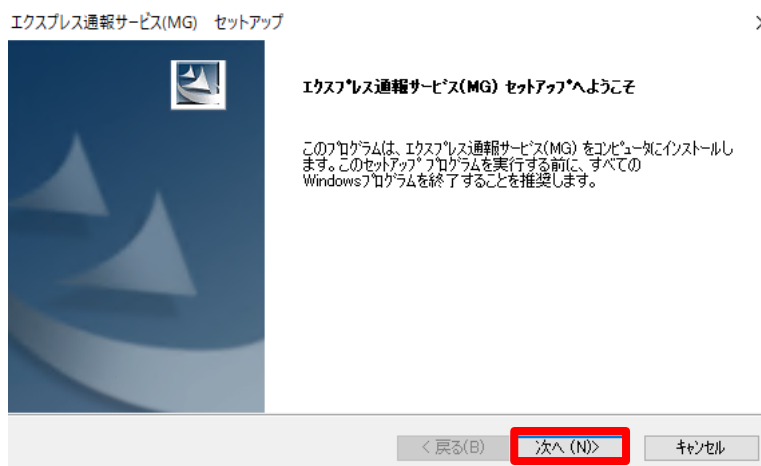 エクスプレス通報サービス(MG) セットアップ
エクスプレス通報サービス(MG) セットアップへようこそ
このプログラムは、エクスプレス通報サービス(MG) をコンピュータにインストールし
ます。このセットアップ プログラムを実行する前に、すべての
Windowsプログラムを終了することを推奨します。
< 戻る(B)
次へ (N)>
キャンセル